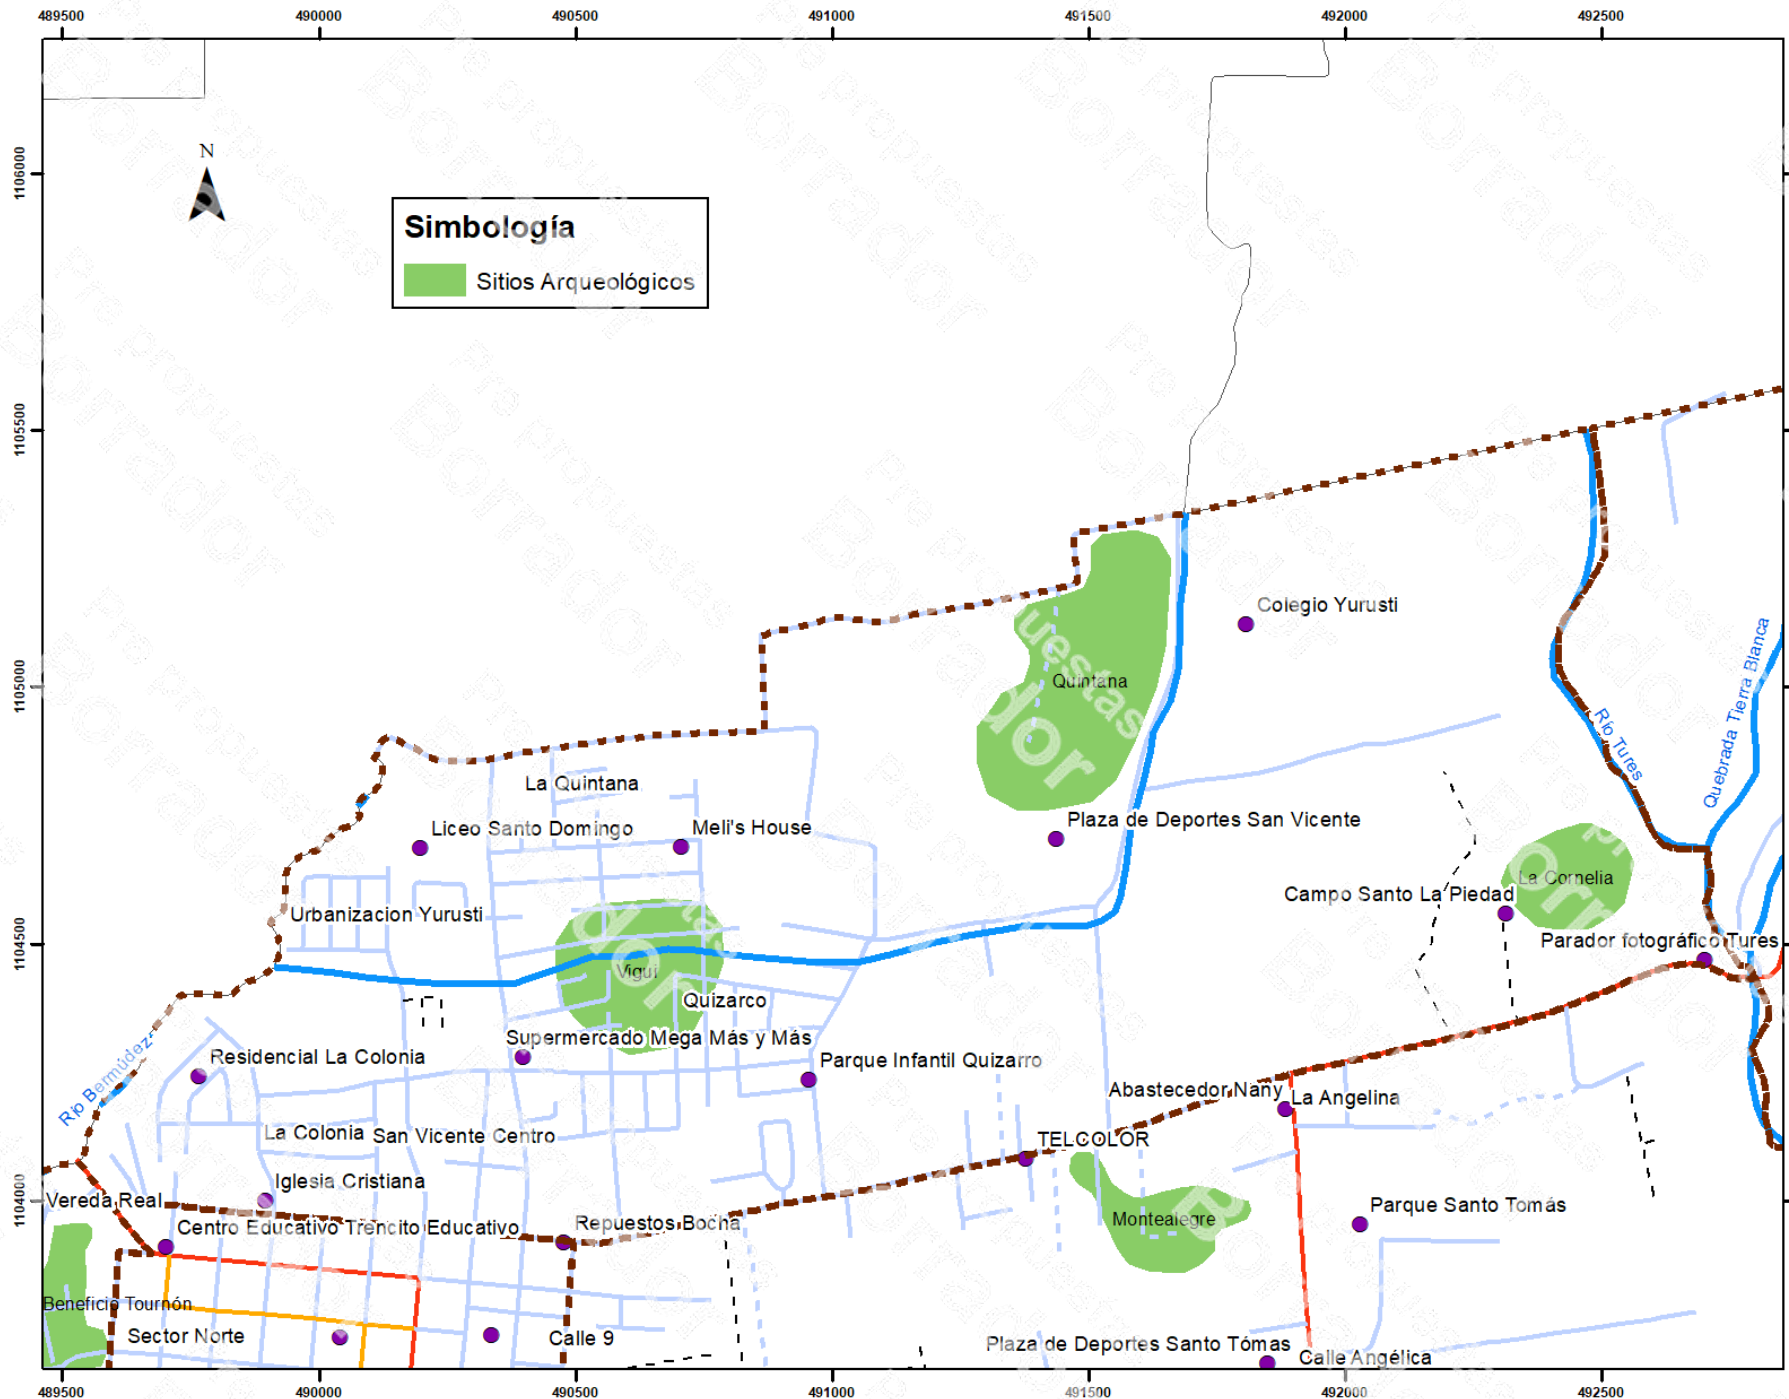 489500 490000 490500 491000 491500 492000 492500
1106000
1105500
1105000
1104500
1104000
N
Simbología
Sitios Arqueológicos
Colegio Yurusti
Quintana
Río Tures
Quebrada Tierra Blanca
La Quintana
Liceo Santo Domingo
Meli's House
Plaza de Deportes San Vicente
La Cornelia
Campo Santo La Piedad
Urbanizacion Yurusti
Parador fotográfico Tures
Vigui
Quizarco
Supermercado Mega Más y Más
Residencial La Colonia
Parque Infantil Quizarro
Río Bermúdez
Abastecedor Nany
La Angelina
La Colonia
San Vicente Centro
TELCOLOR
Iglesia Cristiana
Vereda Real
Parque Santo Tomás
Montealegre
Centro Educativo Trencito Educativo
Repuestos Bocha
Beneficio Tournón
Sector Norte
Calle 9
Plaza de Deportes Santo Tomas
Calle Angélica
489500 490000 490500 491000 491500 492000 492500
Pre propuestas
Borrador